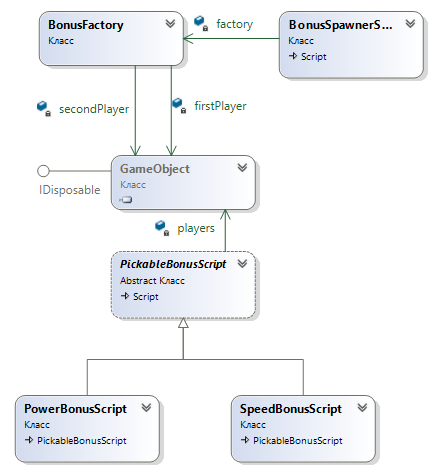 BonusFactory
Класс
factory
BonusSpawnerS...
Класс
Script
secondPlayer
firstPlayer
GameObject
Класс
IDisposable
players
PickableBonusScript
Abstract Класс
Script
PowerBonusScript
Класс
PickableBonusScript
SpeedBonusScript
Класс
PickableBonusScript